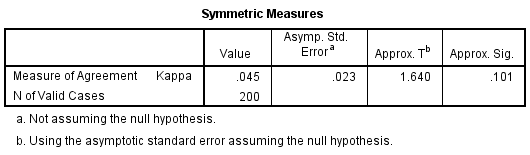 Symmetric Measures
Value Asymp. Std. Error^a Approx. T^b Approx. Sig.
Measure of Agreement Kappa .045 .023 1.640 .101
N of Valid Cases 200
a. Not assuming the null hypothesis.
b. Using the asymptotic standard error assuming the null hypothesis.